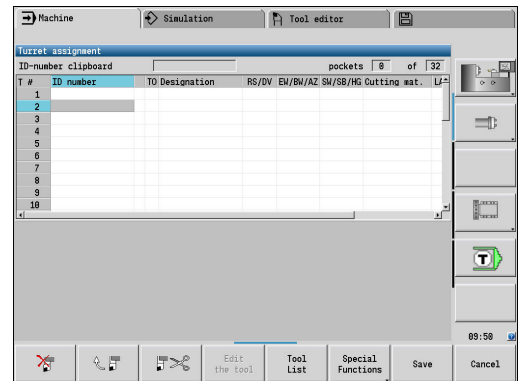 Machine
Simulation
Tool editor
Turret assignment
ID-number clipboard
pockets 0 of 32
T # ID number TO Designation RS/DV EW/BW/AZ SW/SB/HG Cutting mat.
1
2
3
4
5
6
7
8
9
10
T
09:50
Edit
the tool
Tool
List
Special
Functions
Save
Cancel